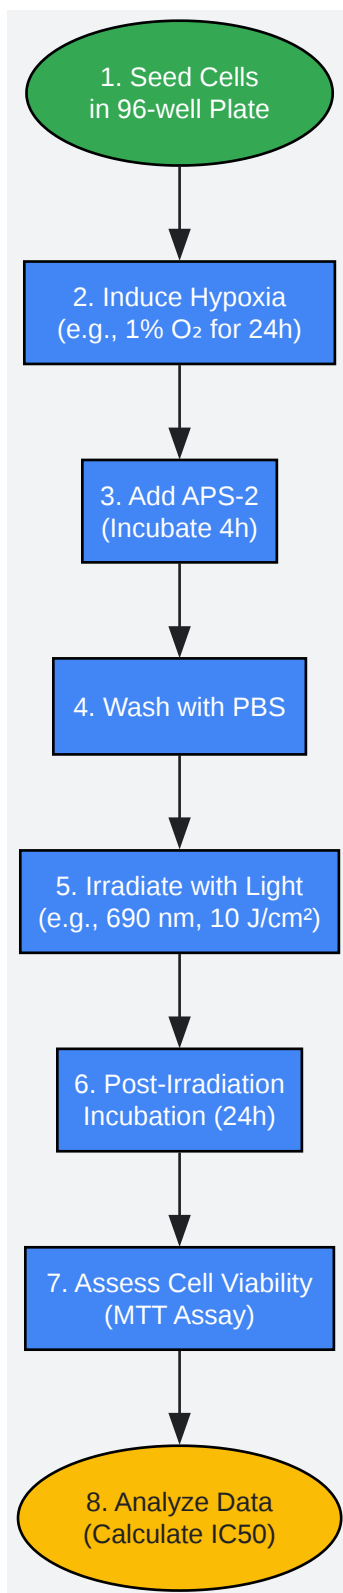 1. Seed Cells
in 96-well Plate
2. Induce Hypoxia
(e.g., 1% O₂ for 24h)
3. Add APS-2
(Incubate 4h)
4. Wash with PBS
5. Irradiate with Light
(e.g., 690 nm, 10 J/cm²)
6. Post-Irradiation
Incubation (24h)
7. Assess Cell Viability
(MTT Assay)
8. Analyze Data
(Calculate IC50)